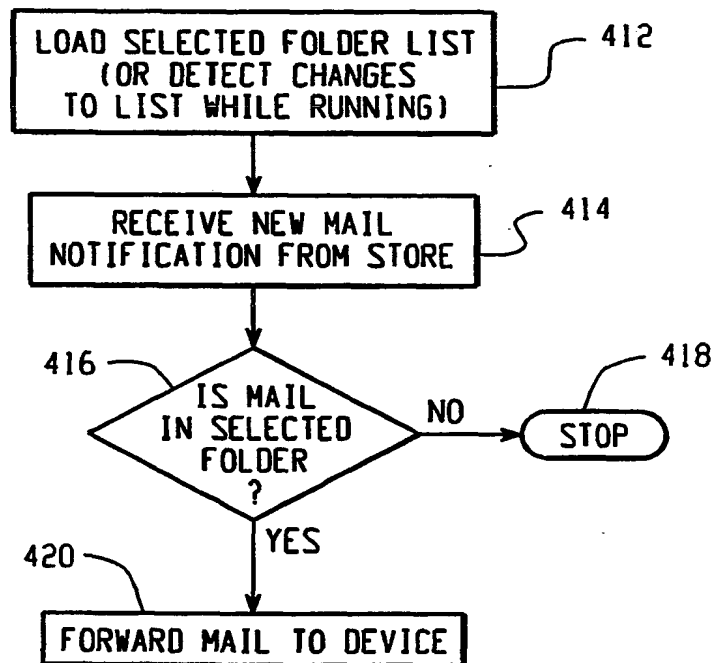 LOAD SELECTED FOLDER LIST
(OR DETECT CHANGES
TO LIST WHILE RUNNING)
412
RECEIVE NEW MAIL
NOTIFICATION FROM STORE
414
416
IS MAIL
IN SELECTED
FOLDER
?
NO
418
STOP
YES
420
FORWARD MAIL TO DEVICE